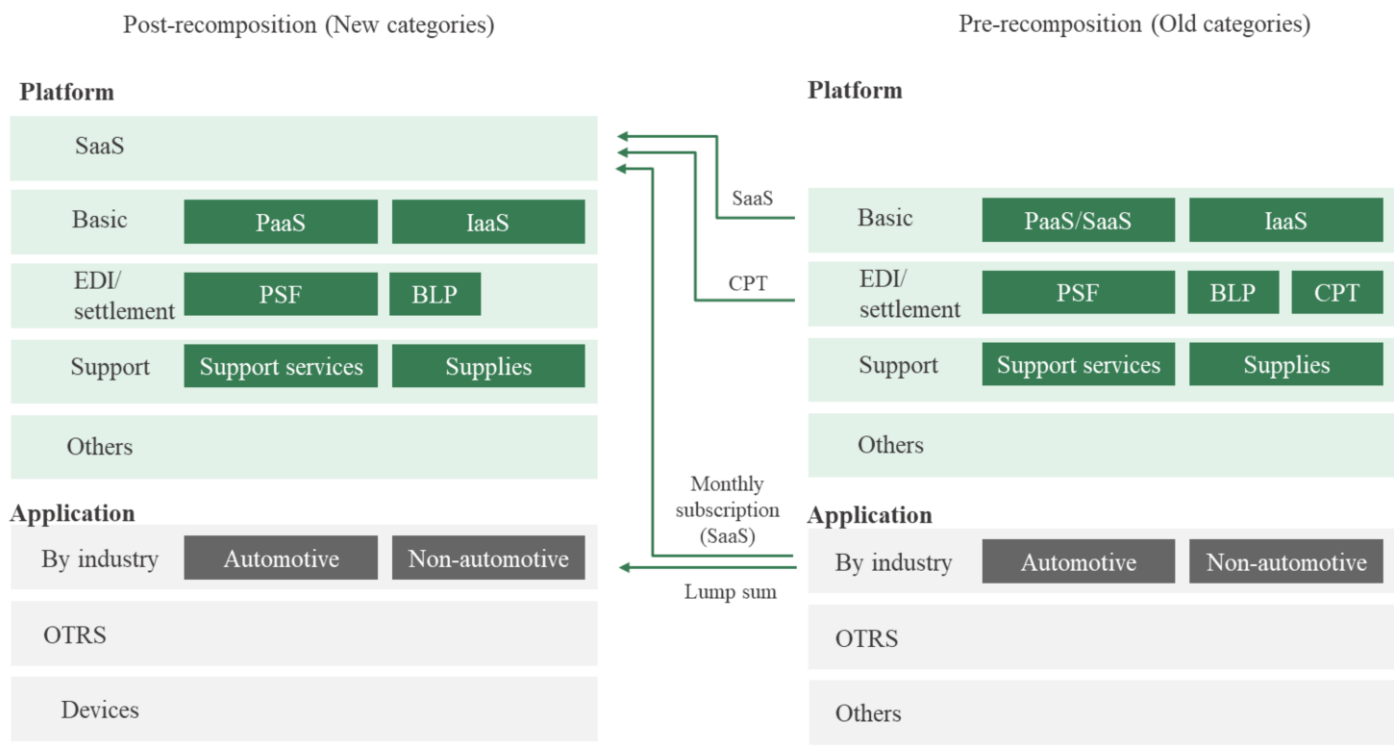 Post-recomposition (New categories)
Platform
SaaS
Basic
PaaS
IaaS
EDI/
settlement
PSF
BLP
Support
Support services
Supplies
Others
Application
By industry
Automotive
Non-automotive
OTRS
Devices
SaaS
CPT
Monthly
subscription
(SaaS)
Lump sum
Pre-recomposition (Old categories)
Platform
Basic
PaaS/SaaS
IaaS
EDI/
settlement
PSF
BLP
CPT
Support
Support services
Supplies
Others
Application
By industry
Automotive
Non-automotive
OTRS
Others